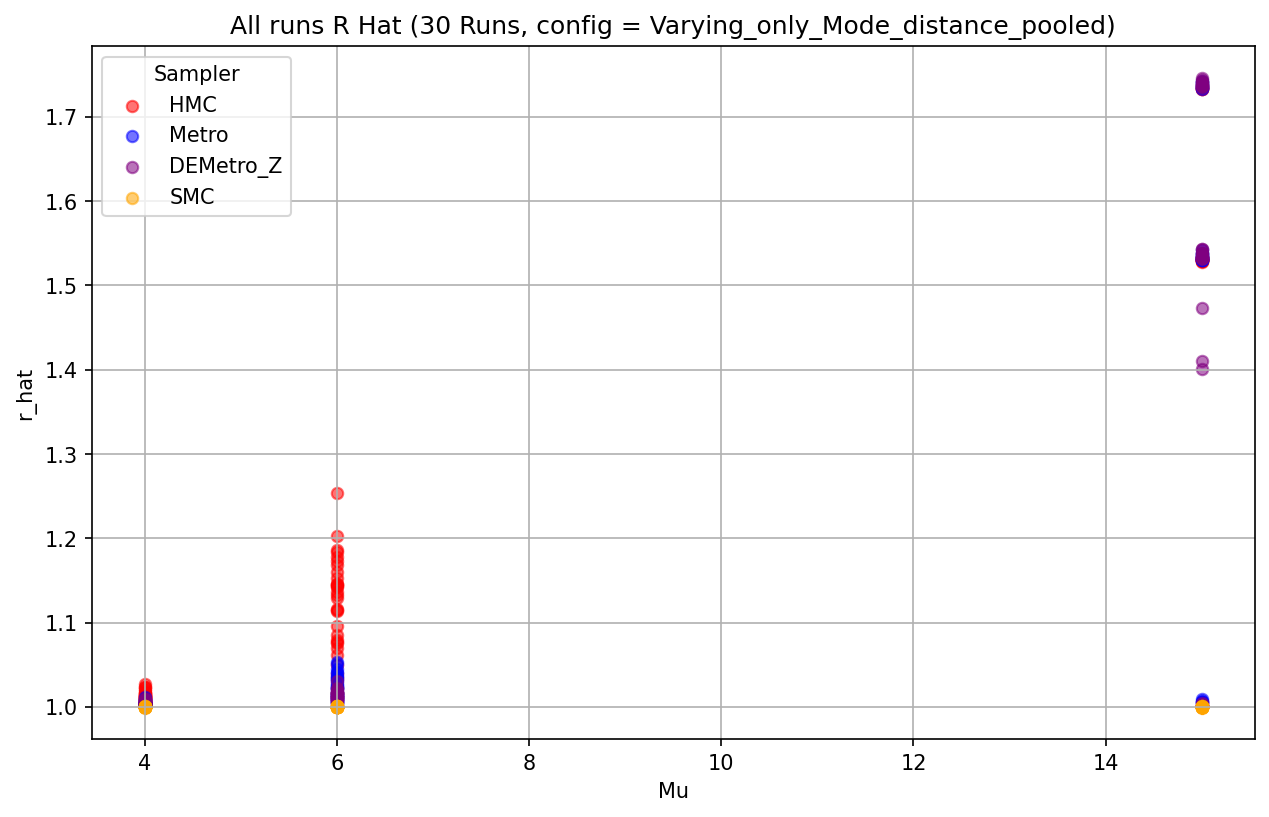 All runs R Hat (30 Runs, config = Varying_only_Mode_distance_pooled)
Sampler
HMC
Metro
DEMetro_Z
SMC
1.7
1.6
1.5
1.4
1.3
1.2
1.1
1.0
r_hat
4 6 8 10 12 14
Mu